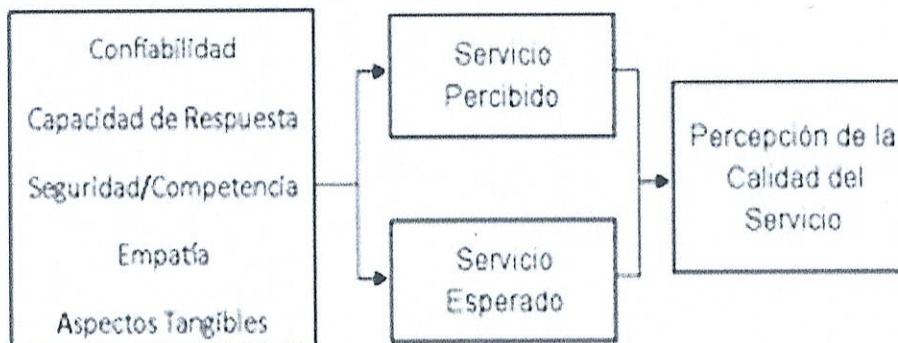 Confiabilidad
Capacidad de Respuesta
Seguridad/Competencia
Empatía
Aspectos Tangibles
Servicio
Percibido
Servicio
Esperado
Percepción de la
Calidad del
Servicio